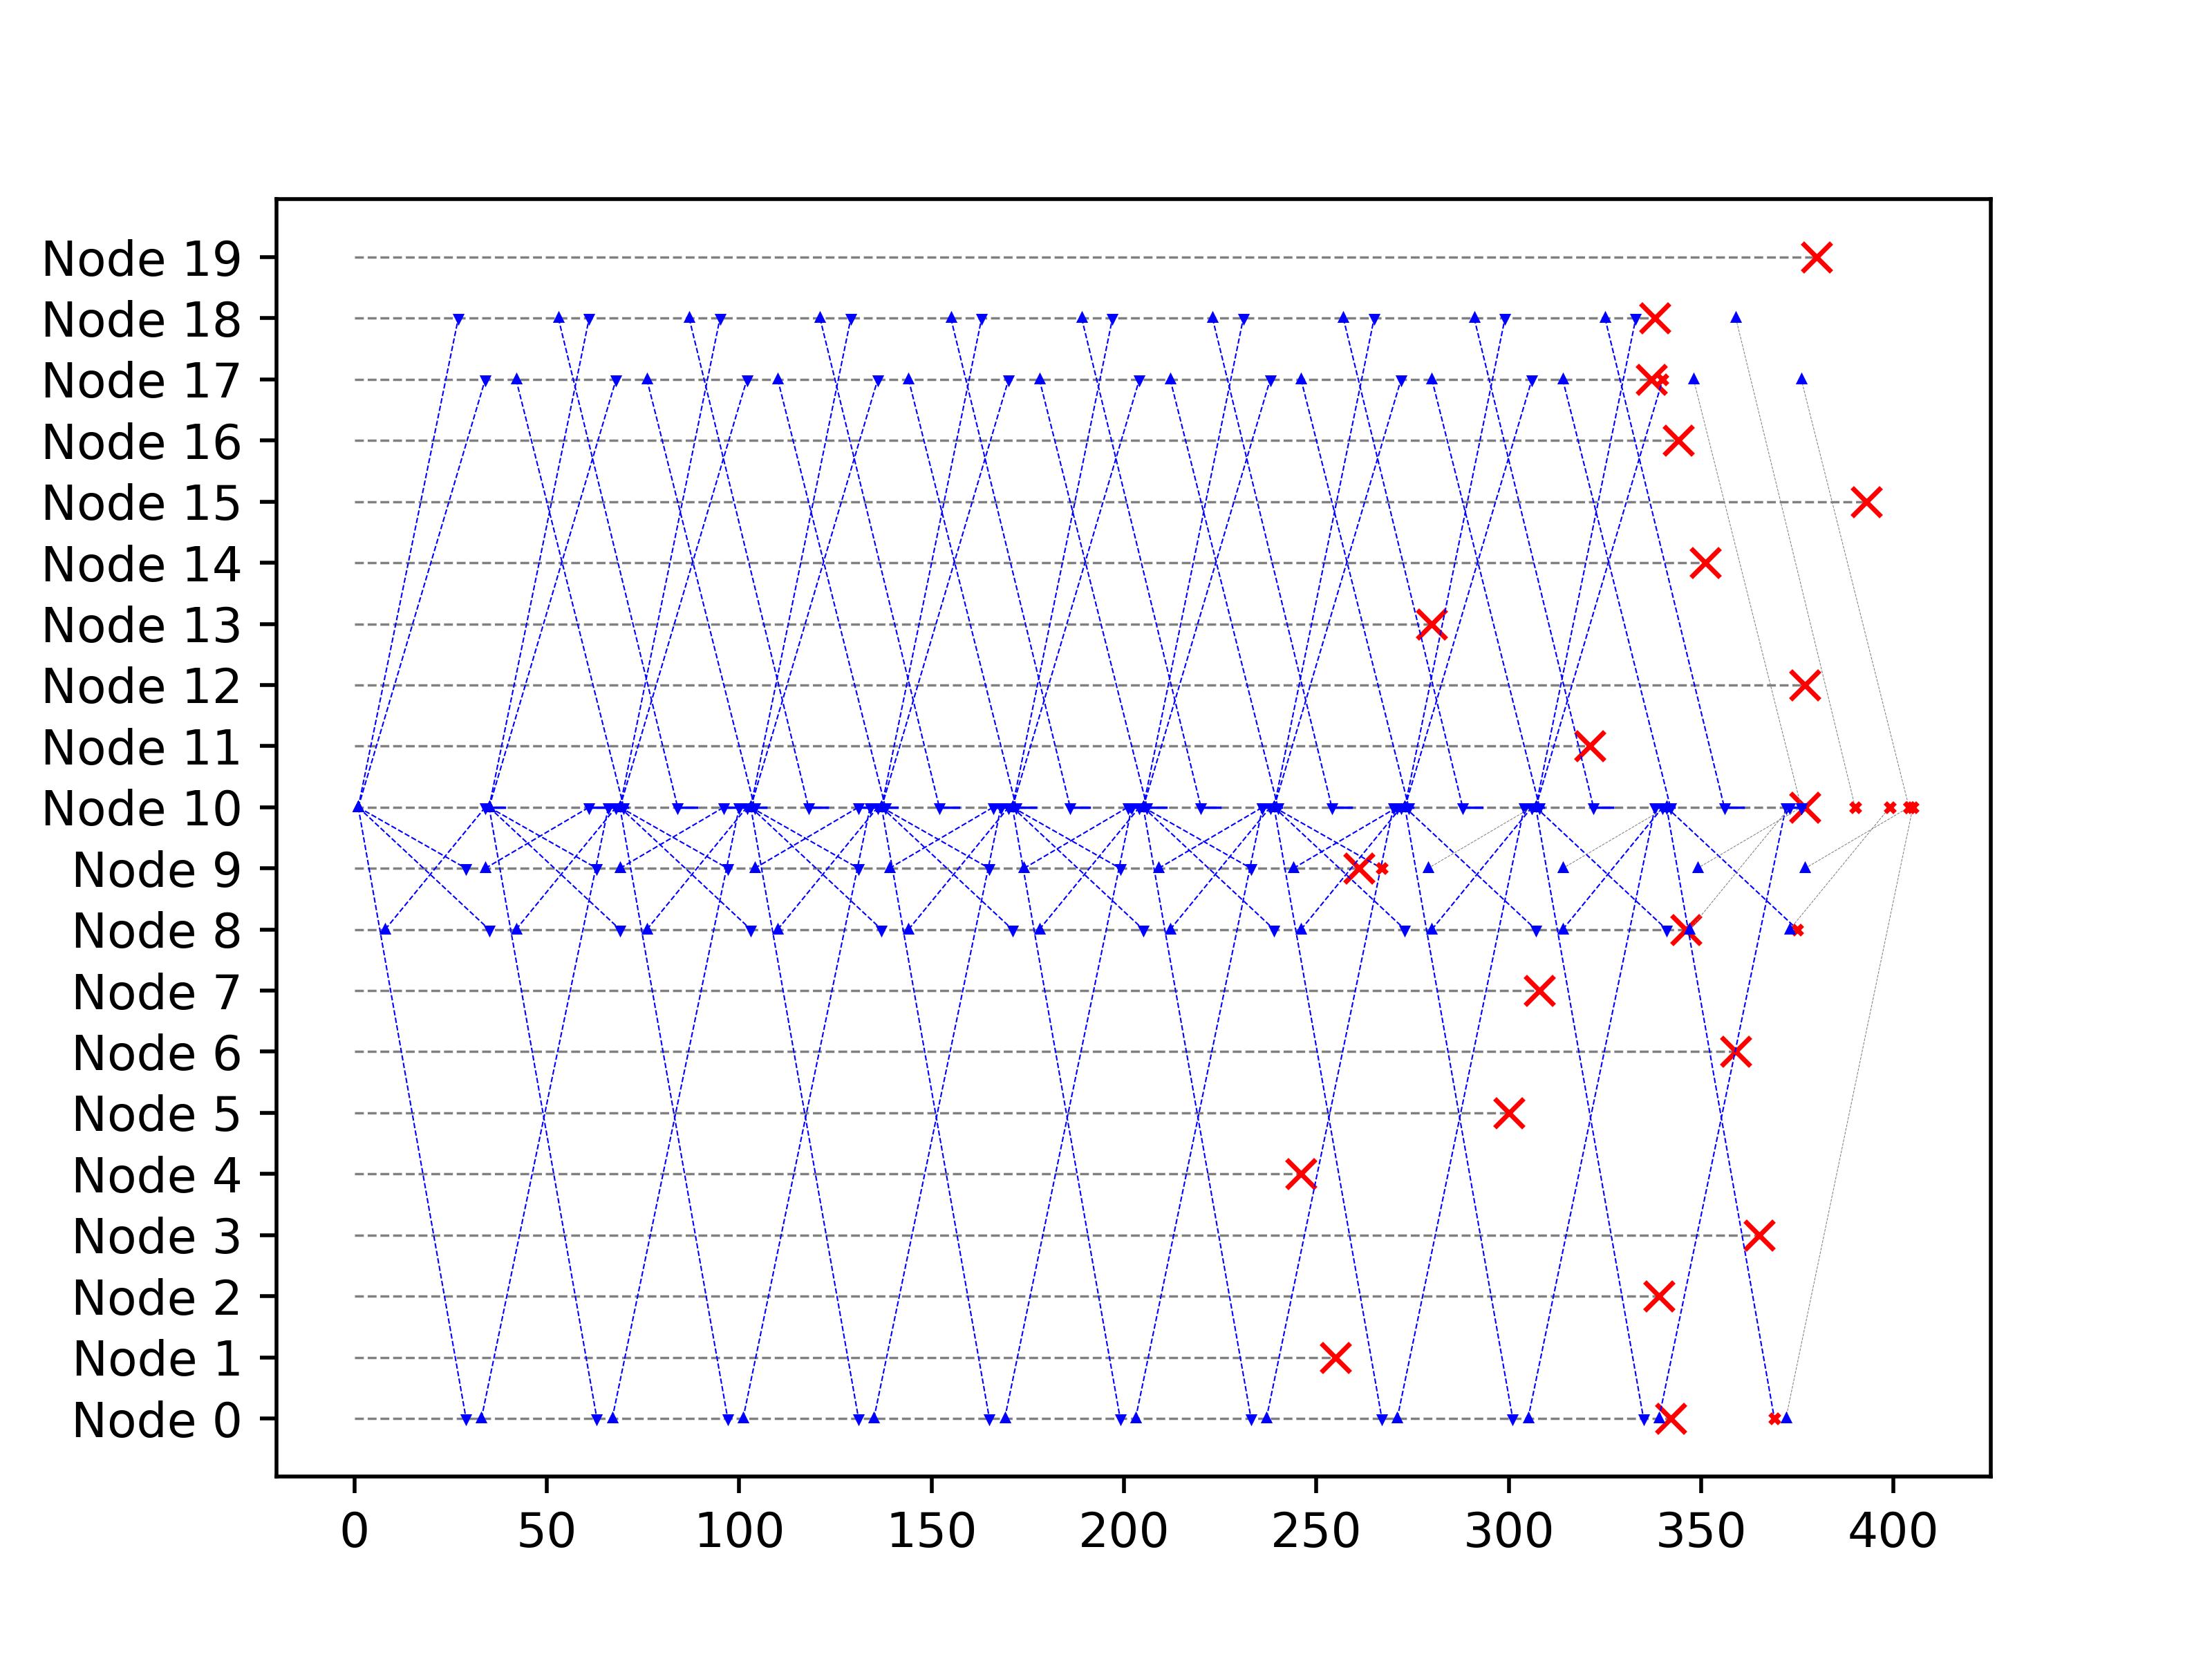 Node 19
Node 18
Node 17
Node 16
Node 15
Node 14
Node 13
Node 12
Node 11
Node 10
Node 9
Node 8
Node 7
Node 6
Node 5
Node 4
Node 3
Node 2
Node 1
Node 0
0 50 100 150 200 250 300 350 400